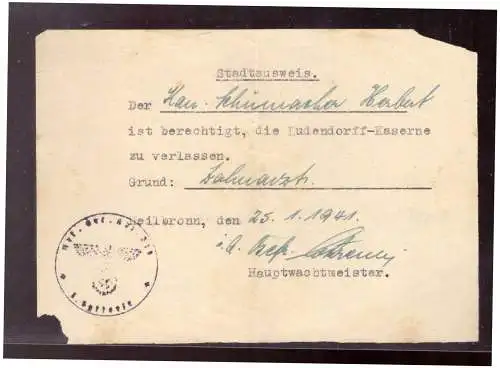 Stadtausweis.
Der Kan. Schumacher Herbert
ist berechtigt, die Ludendorff-Kaserne
zu verlassen.
Grund: Zahnarzt.
Heilbronn, den 25.1.1941.
i.A.
Hauptwachtmeister.